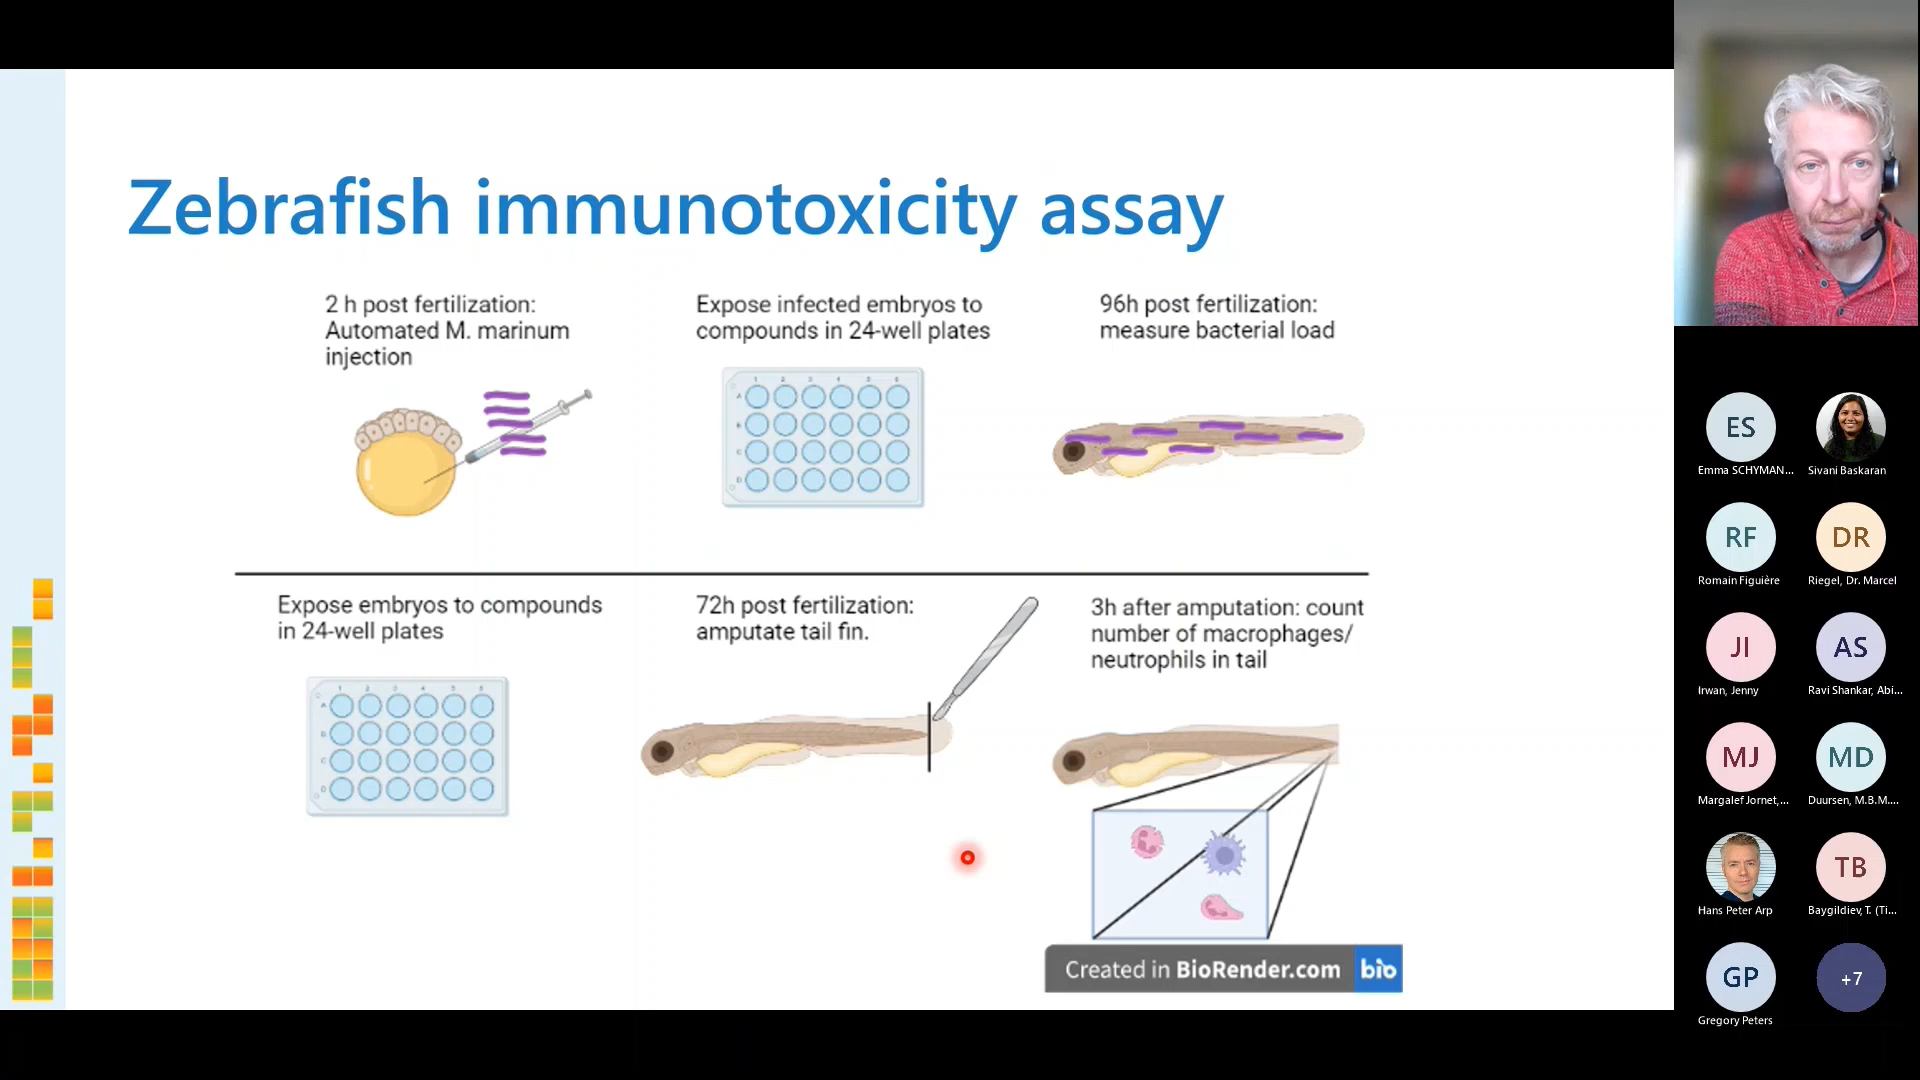 Zebrafish immunotoxicity assay
2 h post fertilization:
Automated M. marinum
injection
Expose infected embryos to
compounds in 24-well plates
96h post fertilization:
measure bacterial load
Expose embryos to compounds
in 24-well plates
72h post fertilization:
amputate tail fin.
3h after amputation: count
number of macrophages/
neutrophils in tail
Created in BioRender.com bio
ES
Emma SCHYMAN...
Sivani Baskaran
RF
Romain Figuière
DR
Riegel, Dr. Marcel
JI
Irwan, Jenny
AS
Ravi Shankar, Abi...
MJ
Margalef Jornet,...
MD
Duursen, M.B.M....
Hans Peter Arp
TB
Baygildiev, T. (Ti...
GP
Gregory Peters
+7